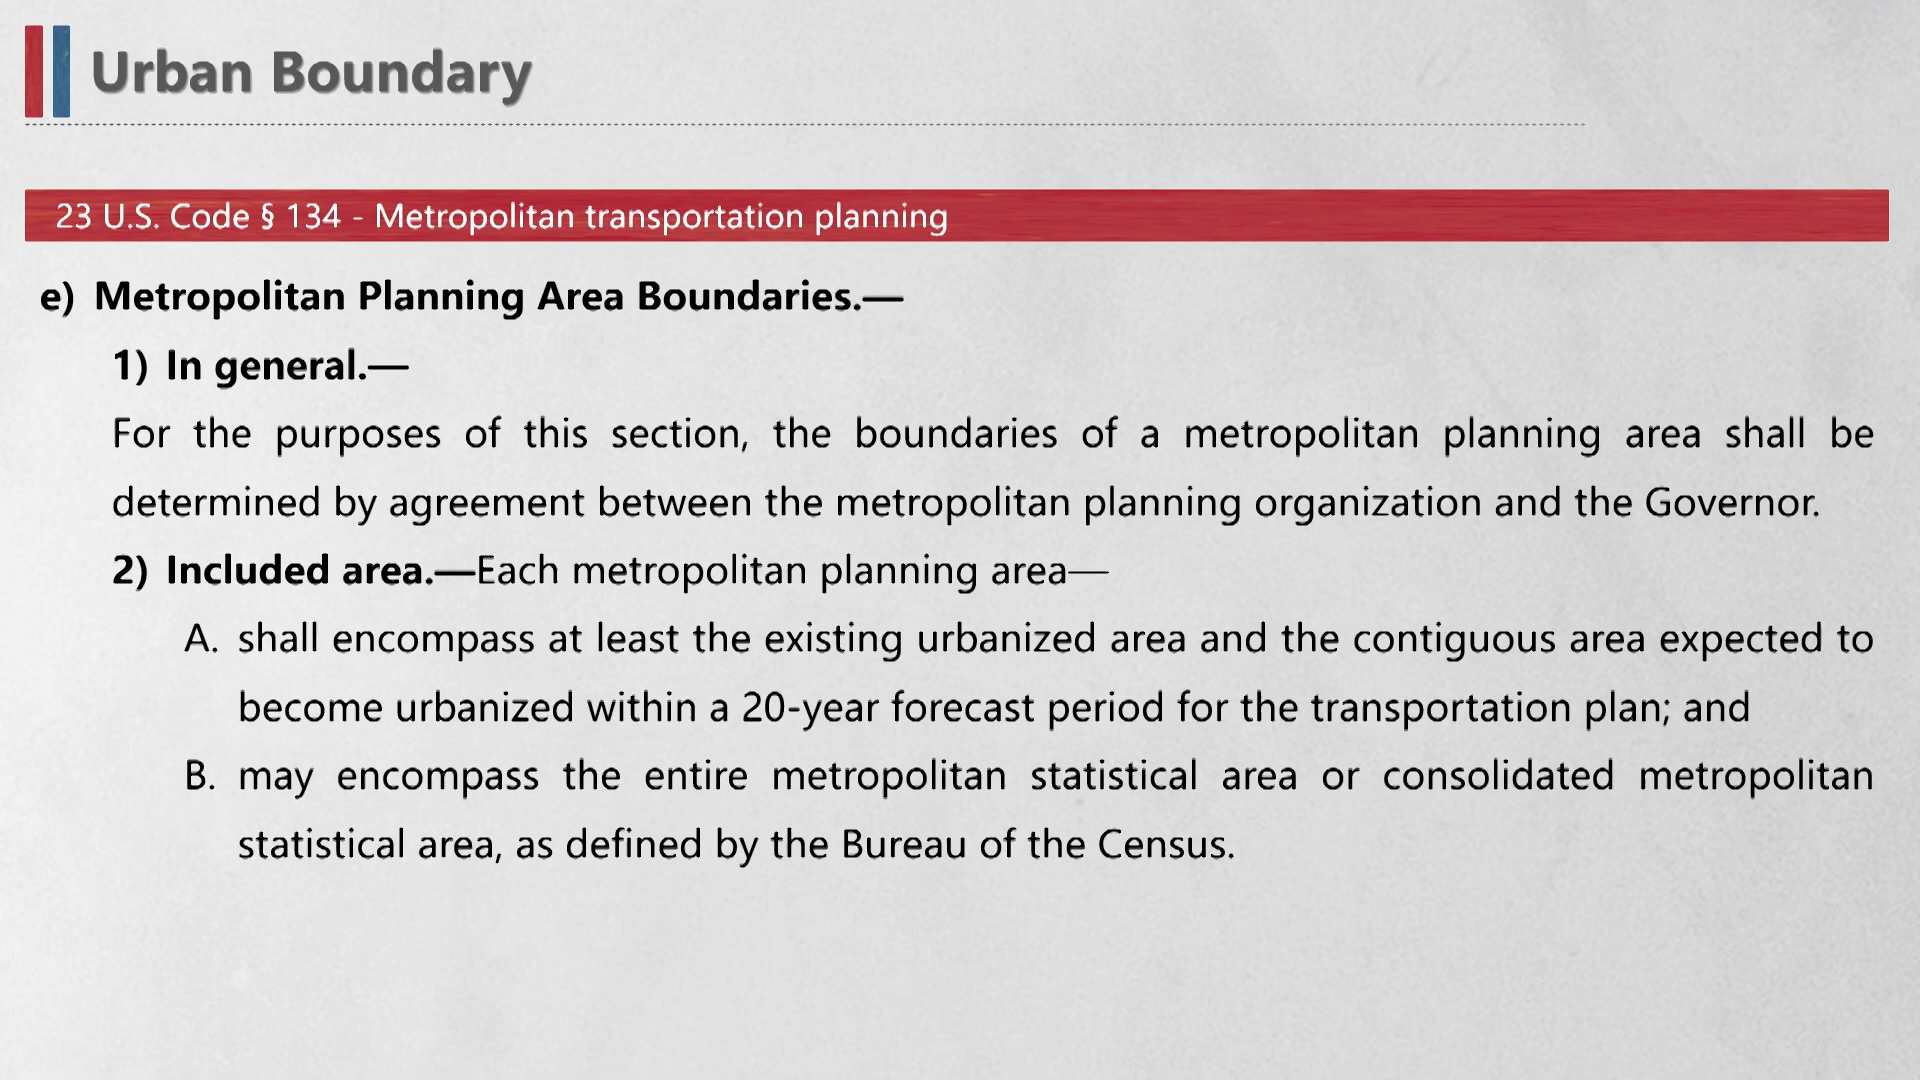 Urban Boundary
23 U.S. Code § 134 - Metropolitan transportation planning
e) Metropolitan Planning Area Boundaries.—
1) In general.—
For the purposes of this section, the boundaries of a metropolitan planning area shall be
determined by agreement between the metropolitan planning organization and the Governor.
2) Included area.—Each metropolitan planning area—
A. shall encompass at least the existing urbanized area and the contiguous area expected to
become urbanized within a 20-year forecast period for the transportation plan; and
B. may encompass the entire metropolitan statistical area or consolidated metropolitan
statistical area, as defined by the Bureau of the Census.